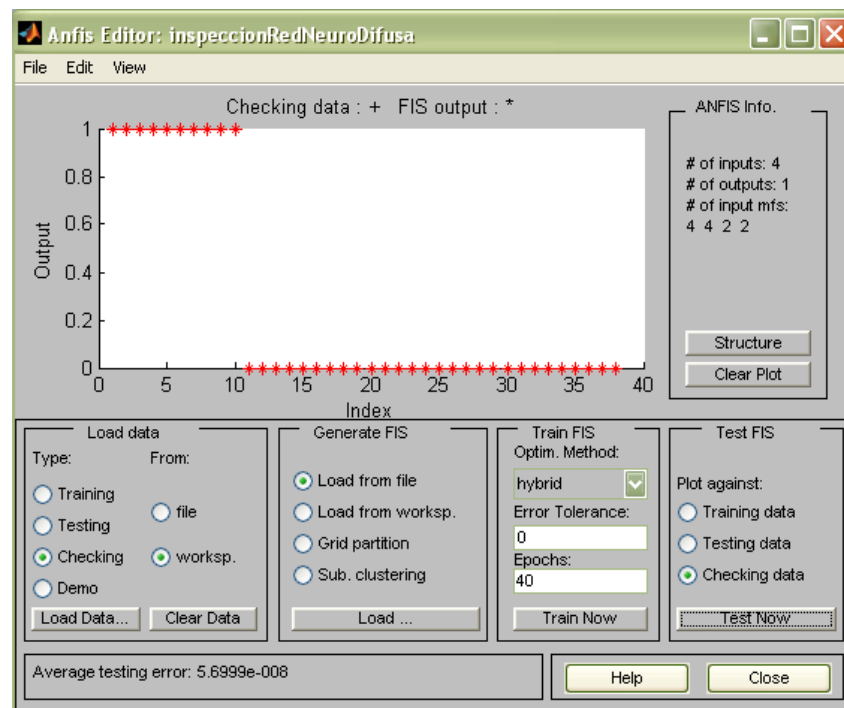 Anfis Editor: inspeccionRedNeuroDifusa
File Edit View
Checking data : + FIS output : *
1
0.8
0.6
0.4
0.2
0
Output
0 5 10 15 20 25 30 35 40
Index
ANFIS Info.
# of inputs: 4
# of outputs: 1
# of input mfs:
4 4 2 2
Structure
Clear Plot
Load data
Type: From:
Training
Testing
Checking
Demo
file
worksp.
Load Data... Clear Data
Generate FIS
Load from file
Load from worksp.
Grid partition
Sub. clustering
Load ...
Train FIS
Optim. Method:
hybrid
Error Tolerance:
0
Epochs:
40
Train Now
Test FIS
Plot against:
Training data
Testing data
Checking data
Test Now
Average testing error: 5.6999e-008
Help Close